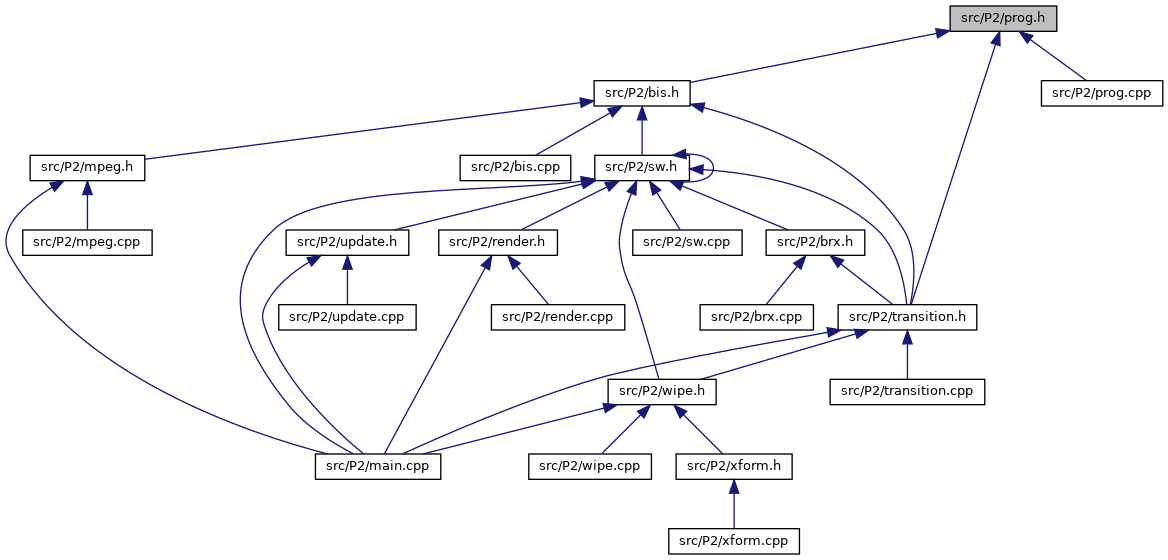 src/P2/prog.h
src/P2/bis.h
src/P2/prog.cpp
src/P2/mpeg.h
src/P2/bis.cpp
src/P2/sw.h
src/P2/mpeg.cpp
src/P2/update.h
src/P2/render.h
src/P2/sw.cpp
src/P2/brx.h
src/P2/update.cpp
src/P2/render.cpp
src/P2/brx.cpp
src/P2/transition.h
src/P2/wipe.h
src/P2/transition.cpp
src/P2/main.cpp
src/P2/wipe.cpp
src/P2/xform.h
src/P2/xform.cpp